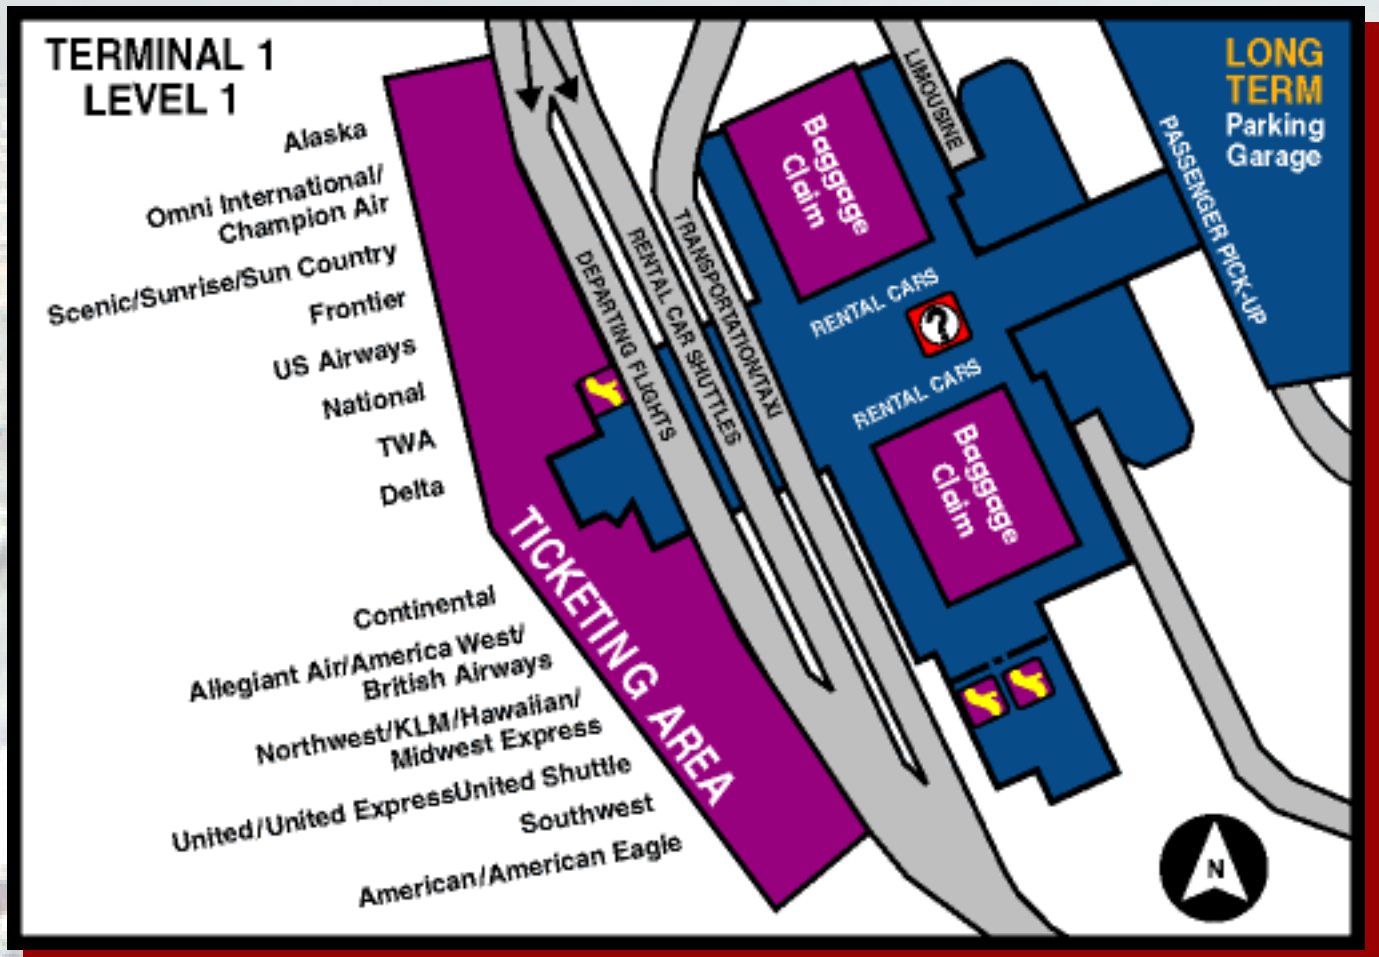 TERMINAL 1
LEVEL 1
Alaska
Omni International/
Champion Air
Scenic/Sunrise/Sun Country
Frontier
US Airways
National
TWA
Delta
Continental
Allegiant Air/America West/
British Airways
Northwest/KLM/Hawaiian/
Midwest Express
United/United ExpressUnited Shuttle
Southwest
American/American Eagle
TICKETING AREA
DEPARTING FLIGHTS
RENTAL CAR SHUTTLES
TRANSPORTATION/TAXI
Baggage
Claim
LIMOUSINE
RENTAL CARS
?
RENTAL CARS
Baggage
Claim
PASSENGER PICK-UP
LONG
TERM
Parking
Garage
N